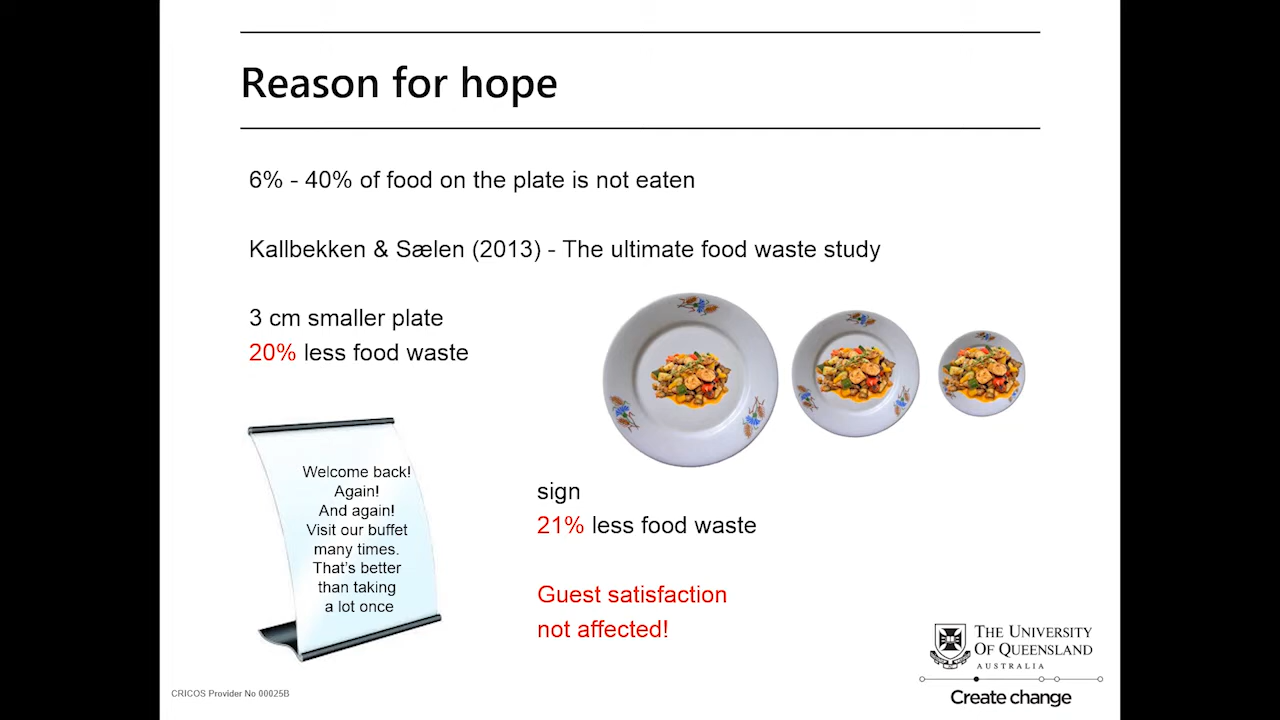 Reason for hope
6% - 40% of food on the plate is not eaten
Kallbekken & Sælen (2013) - The ultimate food waste study
3 cm smaller plate
20% less food waste
Welcome back!
Again!
And again!
Visit our buffet
many times.
That's better
than taking
a lot once
sign
21% less food waste
Guest satisfaction
not affected!
THE UNIVERSITY
OF QUEENSLAND
AUSTRALIA
Create change
CRICOS Provider No 00025B